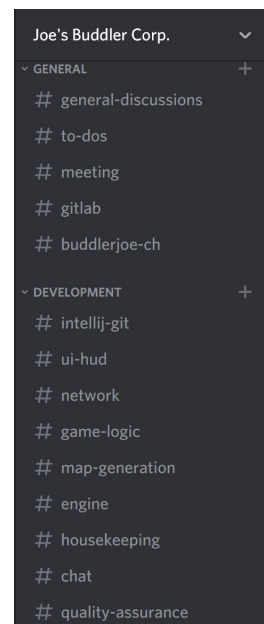 Joe's Buddler Corp.
GENERAL
# general-discussions
# to-dos
# meeting
# gitlab
# buddlerjoe-ch
DEVELOPMENT
# intellij-git
# ui-hud
# network
# game-logic
# map-generation
# engine
# housekeeping
# chat
# quality-assurance